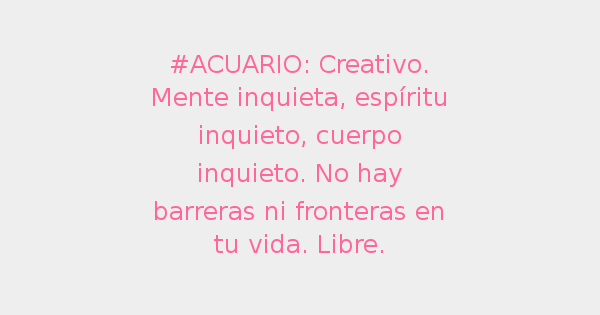 #ACUARIO: Creativo.
Mente inquieta, espíritu
inquieto, cuerpo
inquieto. No hay
barreras ni fronteras en
tu vida. Libre.